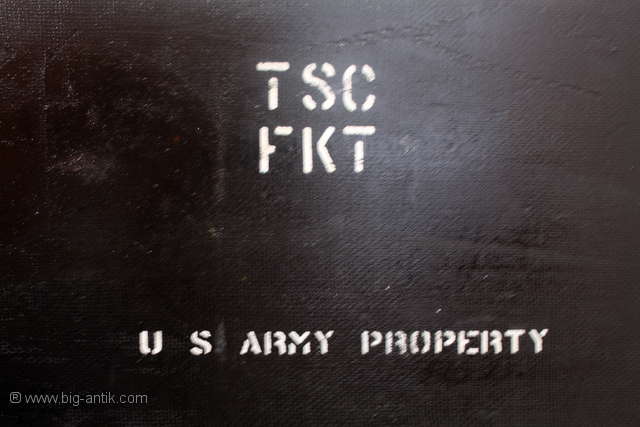 TSC
FKT
U S ARMY PROPERTY
® www.big-antik.com